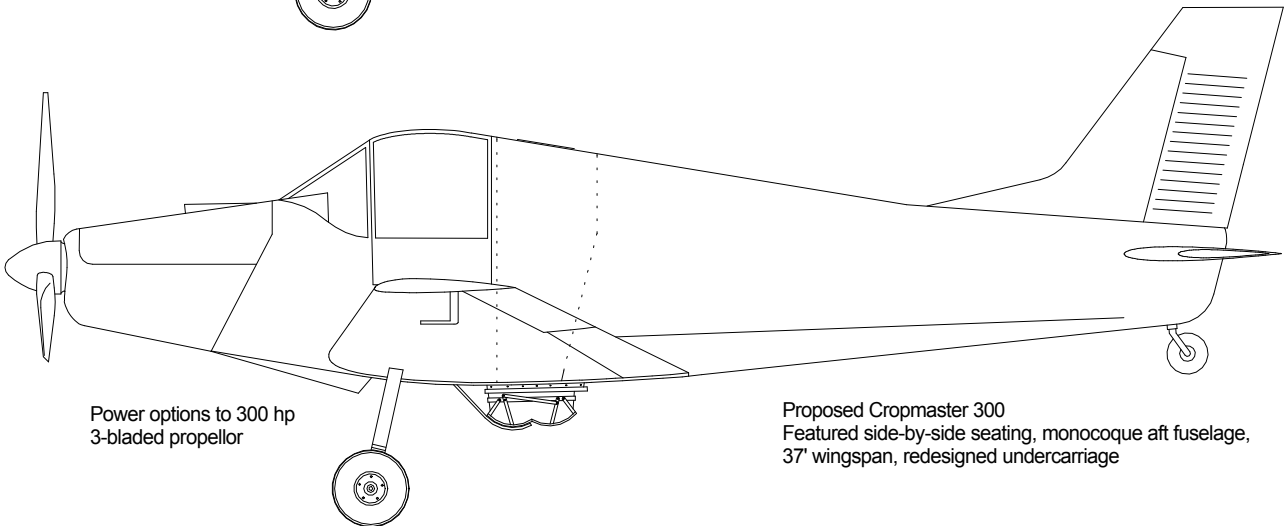 Power options to 300 hp
3-bladed propellor
Proposed Cropmaster 300
Featured side-by-side seating, monocoque aft fuselage,
37' wingspan, redesigned undercarriage